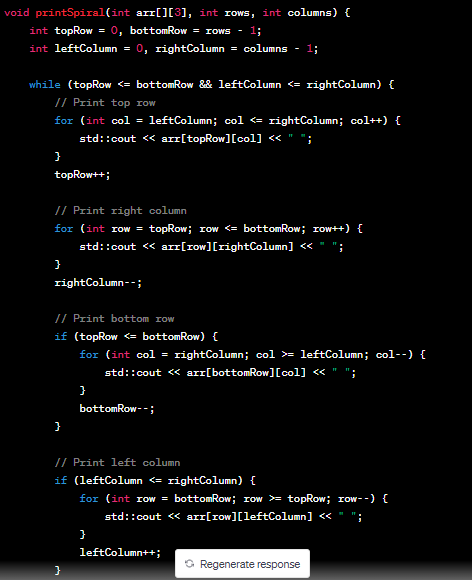 void printSpiral(int arr[][3], int rows, int columns) {
    int topRow = 0, bottomRow = rows - 1;
    int leftColumn = 0, rightColumn = columns - 1;

    while (topRow <= bottomRow && leftColumn <= rightColumn) {
        // Print top row
        for (int col = leftColumn; col <= rightColumn; col++) {
            std::cout << arr[topRow][col] << " ";
        }
        topRow++;

        // Print right column
        for (int row = topRow; row <= bottomRow; row++) {
            std::cout << arr[row][rightColumn] << " ";
        }
        rightColumn--;

        // Print bottom row
        if (topRow <= bottomRow) {
            for (int col = rightColumn; col >= leftColumn; col--) {
                std::cout << arr[bottomRow][col] << " ";
            }
            bottomRow--;
        }

        // Print left column
        if (leftColumn <= rightColumn) {
            for (int row = bottomRow; row >= topRow; row--) {
                std::cout << arr[row][leftColumn] << " ";
            }
            leftColumn++;
Regenerate response
        }